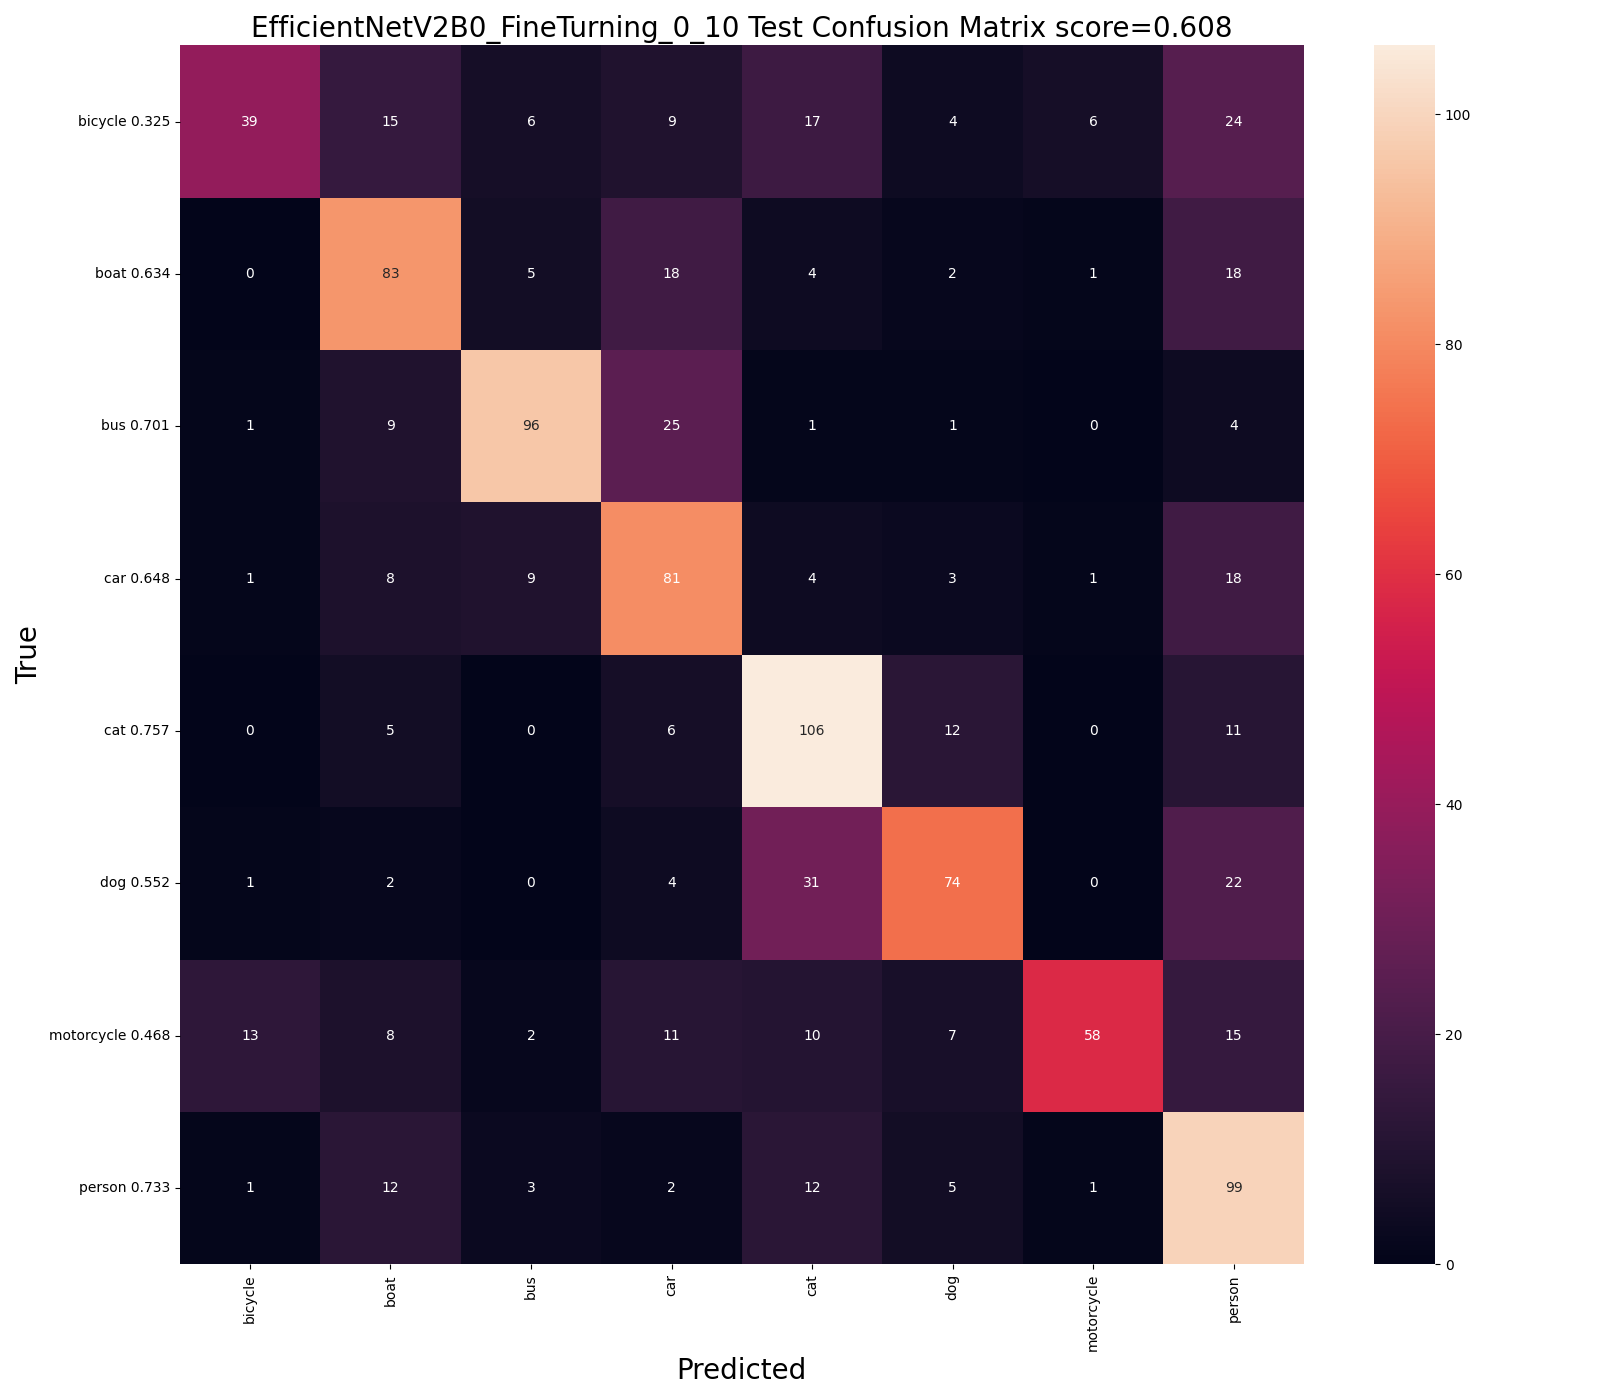 EfficientNetV2B0_FineTurning_0_10 Test Confusion Matrix score=0.608
bicycle 0.325 39 15 6 9 17 4 6 24
boat 0.634 0 83 5 18 4 2 1 18
bus 0.701 1 9 96 25 1 1 0 4
car 0.648 1 8 9 81 4 3 1 18
cat 0.757 0 5 0 6 106 12 0 11
dog 0.552 1 2 0 4 31 74 0 22
motorcycle 0.468 13 8 2 11 10 7 58 15
person 0.733 1 12 3 2 12 5 1 99
bicycle boat bus car cat dog motorcycle person
Predicted
True
100
80
60
40
20
0